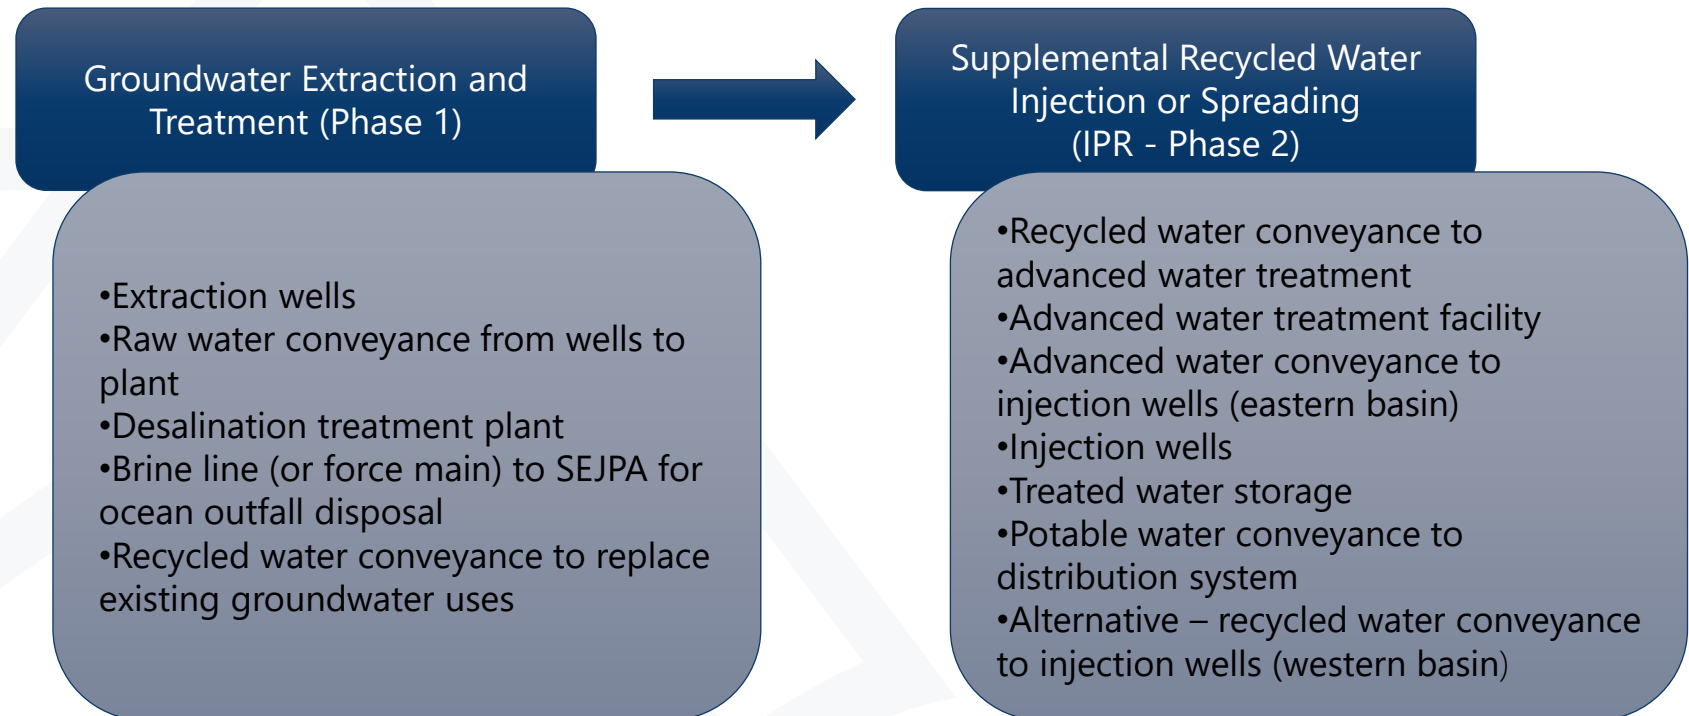 Groundwater Extraction and
Treatment (Phase 1)
•Extraction wells
•Raw water conveyance from wells to
plant
•Desalination treatment plant
•Brine line (or force main) to SEJPA for
ocean outfall disposal
•Recycled water conveyance to replace
existing groundwater uses
Supplemental Recycled Water
Injection or Spreading
(IPR - Phase 2)
•Recycled water conveyance to
advanced water treatment
•Advanced water treatment facility
•Advanced water conveyance to
injection wells (eastern basin)
•Injection wells
•Treated water storage
•Potable water conveyance to
distribution system
•Alternative – recycled water conveyance
to injection wells (western basin)